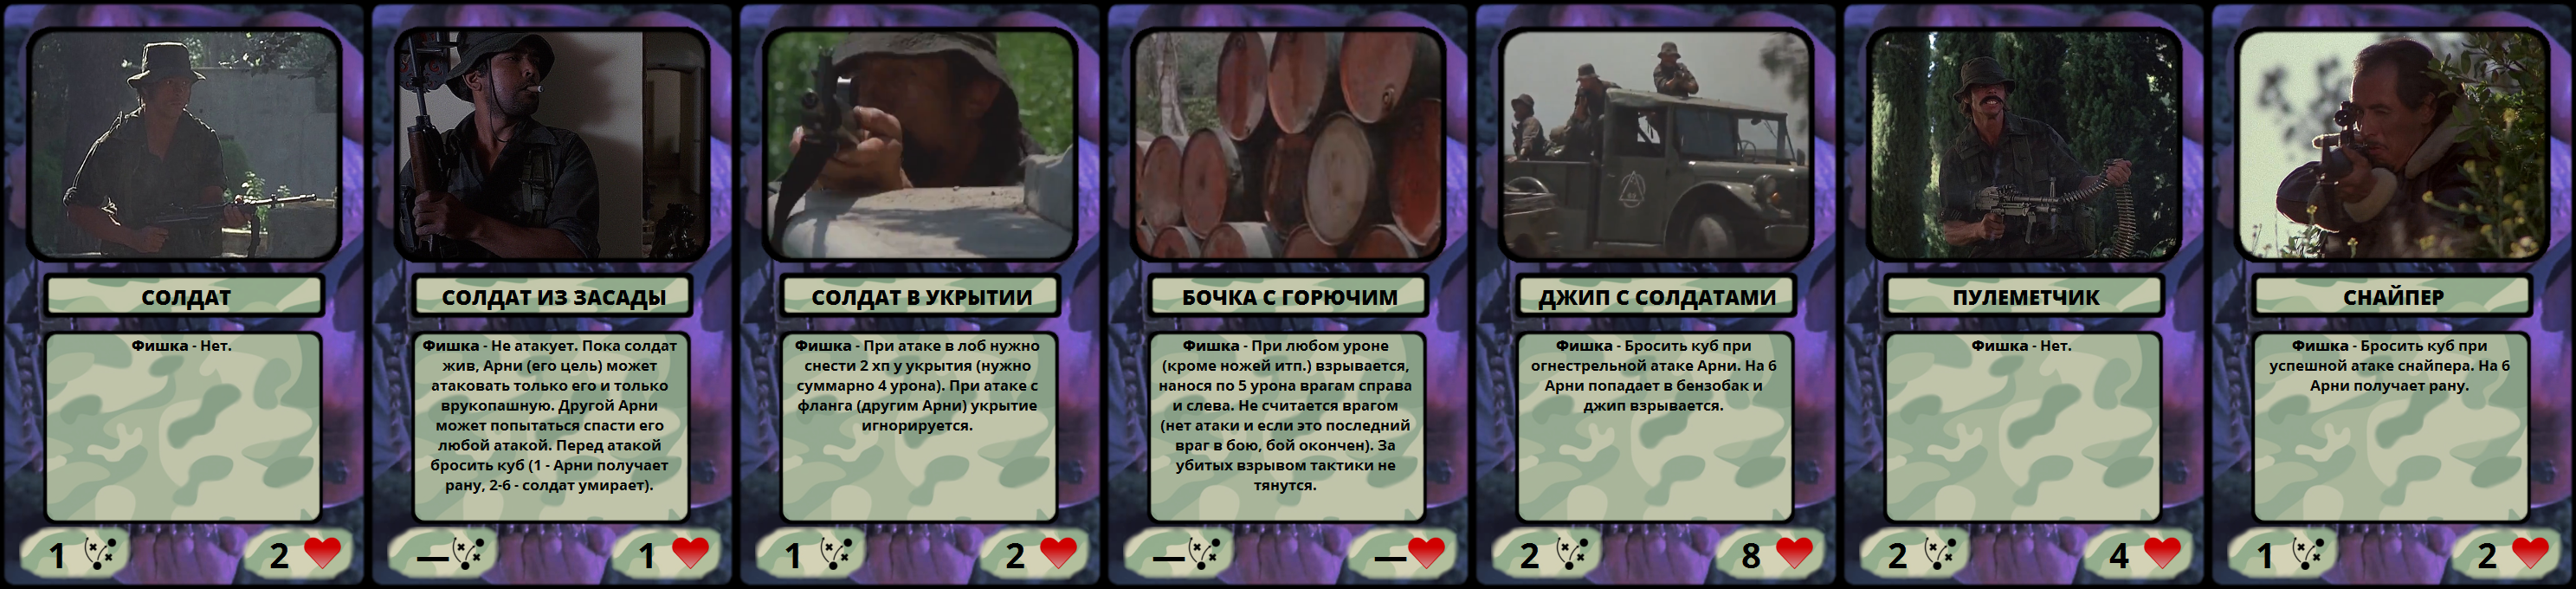 СОЛДАТ
Фишка - Нет.
1
2
СОЛДАТ ИЗ ЗАСАДЫ
Фишка - Не атакует. Пока солдат
жив, Арни (его цель) может
атаковать только его и только
врукопашную. Другой Арни
может попытаться спасти его
любой атакой. Перед атакой
бросить куб (1 - Арни получает
рану, 2-6 - солдат умирает).
—
1
СОЛДАТ В УКРЫТИИ
Фишка - При атаке в лоб нужно
снести 2 хп у укрытия (нужно
суммарно 4 урона). При атаке с
фланга (другим Арни) укрытие
игнорируется.
1
2
БОЧКА С ГОРЮЧИМ
Фишка - При любом уроне
(кроме ножей итп.) взрывается,
нанося по 5 урона врагам справа
и слева. Не считается врагом
(нет атаки и если это последний
враг в бою, бой окончен). За
убитых взрывом тактики не
тянутся.
—
—
ДЖИП С СОЛДАТАМИ
Фишка - Бросить куб при
огнестрельной атаке Арни. На 6
Арни попадает в бензобак и
джип взрывается.
2
8
ПУЛЕМЕТЧИК
Фишка - Нет.
2
4
СНАЙПЕР
Фишка - Бросить куб при
успешной атаке снайпера. На 6
Арни получает рану.
1
2